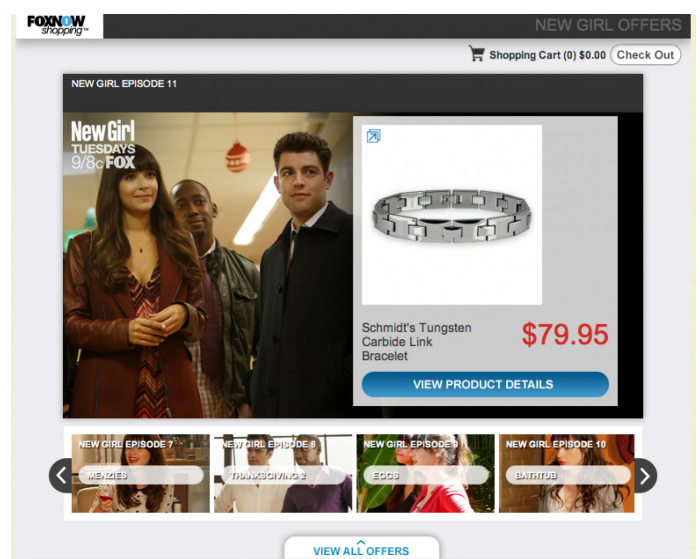 FOXNOW
shopping™
NEW GIRL OFFERS
Shopping Cart (0) $0.00 Check Out
NEW GIRL EPISODE 11
New Girl
TUESDAYS
9/8c FOX
Schmidt's Tungsten
Carbide Link
Bracelet
$79.95
VIEW PRODUCT DETAILS
NEW GIRL EPISODE 7
MENZIES
NEW GIRL EPISODE 8
THANKSGIVING 2
NEW GIRL EPISODE 9
EGGS
NEW GIRL EPISODE 10
BATHTUB
VIEW ALL OFFERS